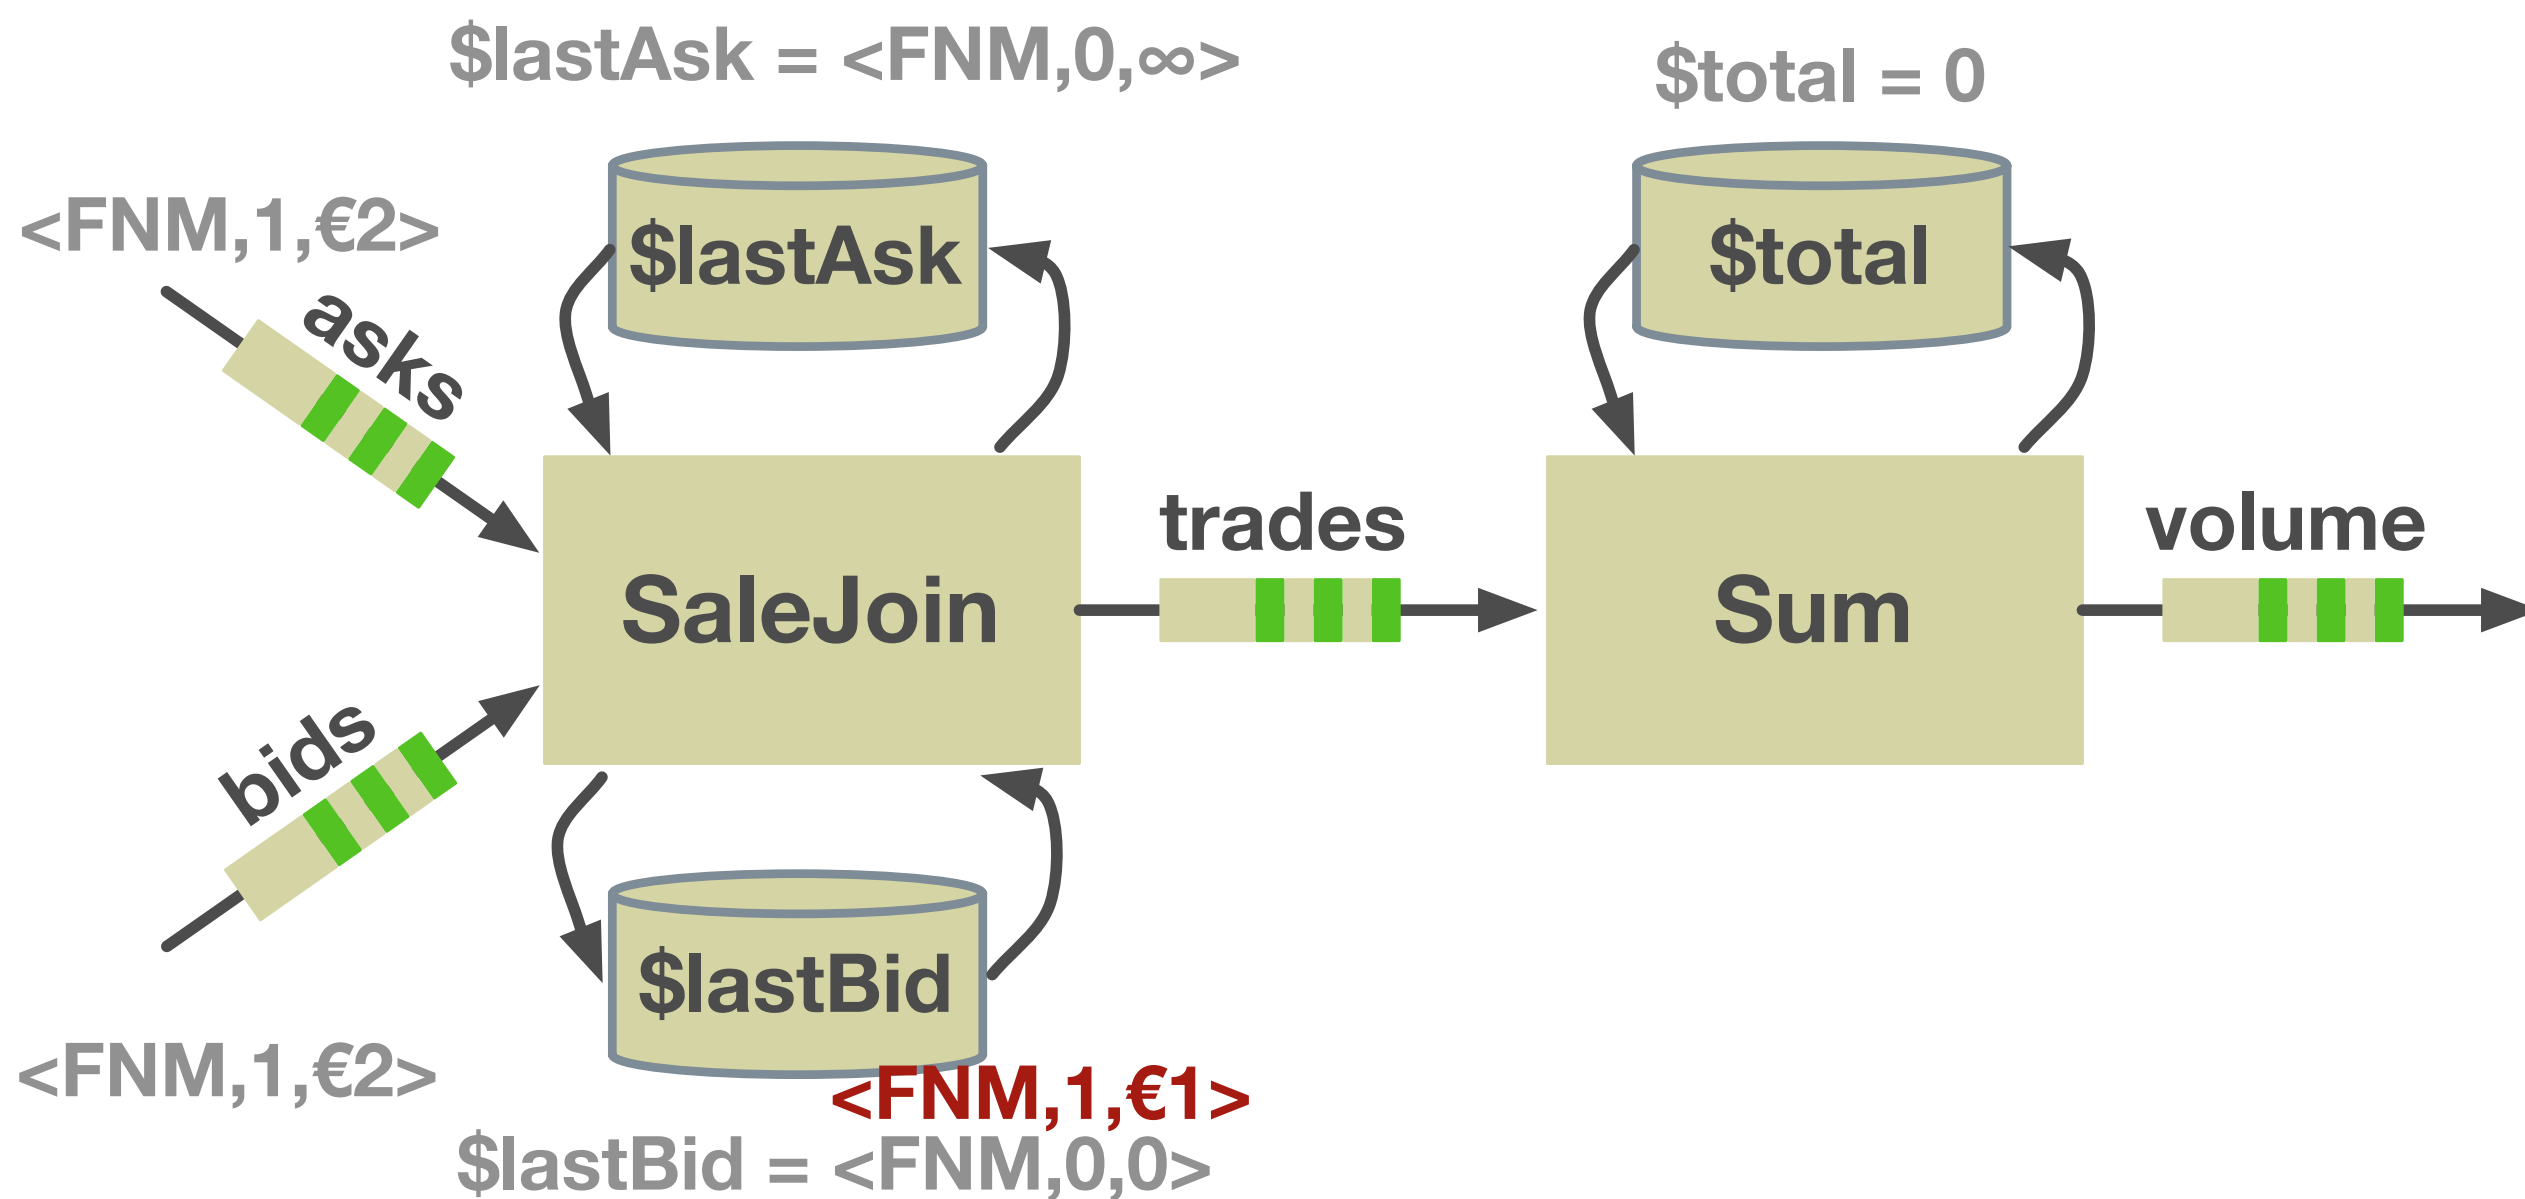 $lastAsk = <FNM,0,∞>
$total = 0
<FNM,1,€2>
$lastAsk
$total
asks
trades
volume
SaleJoin
Sum
bids
$lastBid
<FNM,1,€2>
<FNM,1,€1>
$lastBid = <FNM,0,0>